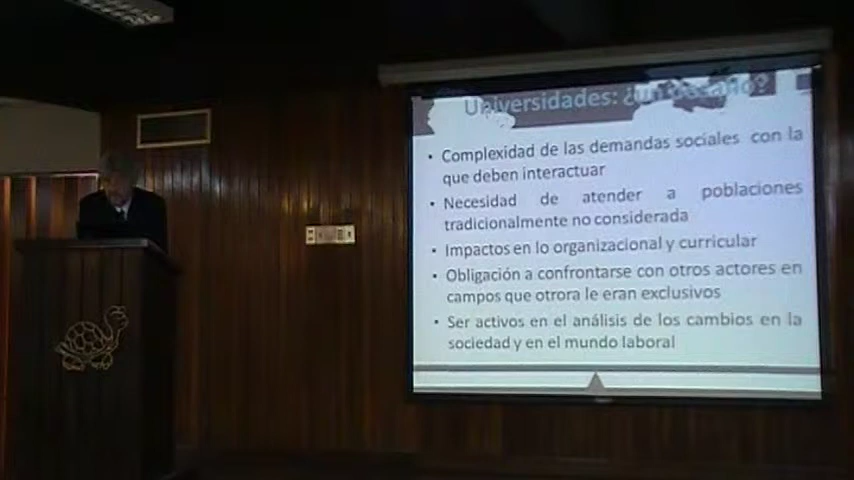 Universidades: ¿un desafío?
• Complexidad de las demandas sociales con la
que deben interactuar
• Necesidad de atender a poblaciones
tradicionalmente no considerada
• Impactos en lo organizacional y curricular
• Obligación a confrontarse con otros actores en
campos que otrora le eran exclusivos
• Ser activos en el análisis de los cambios en la
sociedad y en el mundo laboral